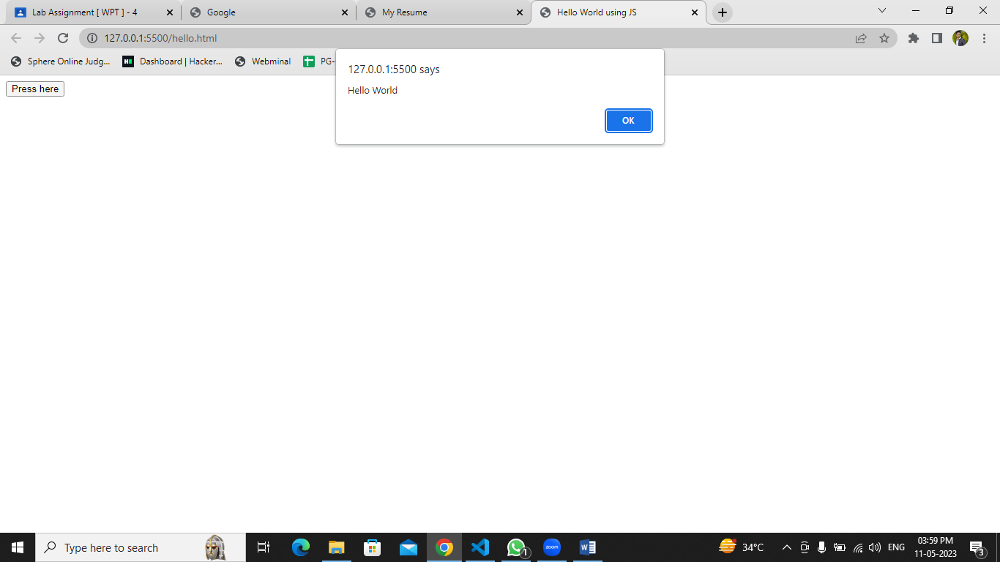 Lab Assignment [ WPT ] - 4
Google
My Resume
Hello World using JS
127.0.0.1:5500/hello.html
Sphere Online Judg...
Dashboard | Hacker...
Webminal
PG-
127.0.0.1:5500 says
Hello World
OK
Press here
Type here to search
zoom
1
34°C
ENG
03:59 PM
11-05-2023
3